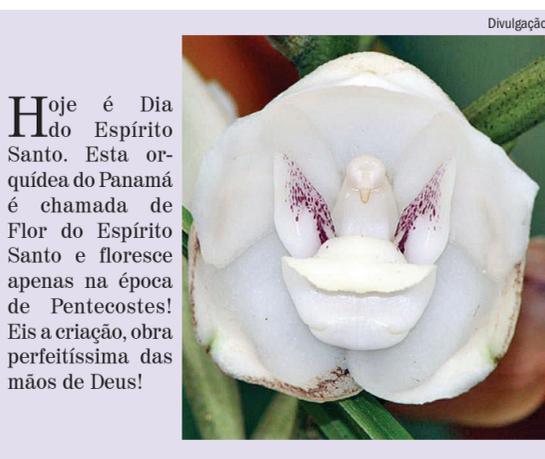 Divulgação
Hoje é Dia
do Espírito
Santo. Esta or-
quídea do Panamá
é chamada de
Flor do Espírito
Santo e floresce
apenas na época
de Pentecostes!
Eis a criação, obra
perfeitíssima das
mãos de Deus!